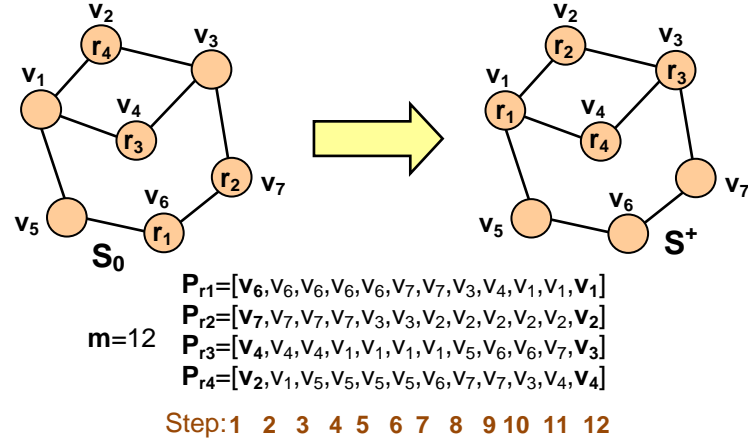 v₂ v₂
r₄ v₃ r₂ v₃
v₁ v₁ r₃
v₄ r₁ v₄
r₃ r₄
r₂ v₇ v₇
v₆ v₆
v₅ r₁ v₅
S₀ S⁺
Pᵣ₁=[v₆,v₆,v₆,v₆,v₆,v₇,v₇,v₃,v₄,v₁,v₁,v₁]
Pᵣ₂=[v₇,v₇,v₇,v₇,v₃,v₃,v₂,v₂,v₂,v₂,v₂,v₂]
m=12
Pᵣ₃=[v₄,v₄,v₄,v₁,v₁,v₁,v₁,v₅,v₆,v₆,v₇,v₃]
Pᵣ₄=[v₂,v₁,v₅,v₅,v₅,v₅,v₆,v₇,v₇,v₃,v₄,v₄]
Step: 1 2 3 4 5 6 7 8 9 10 11 12